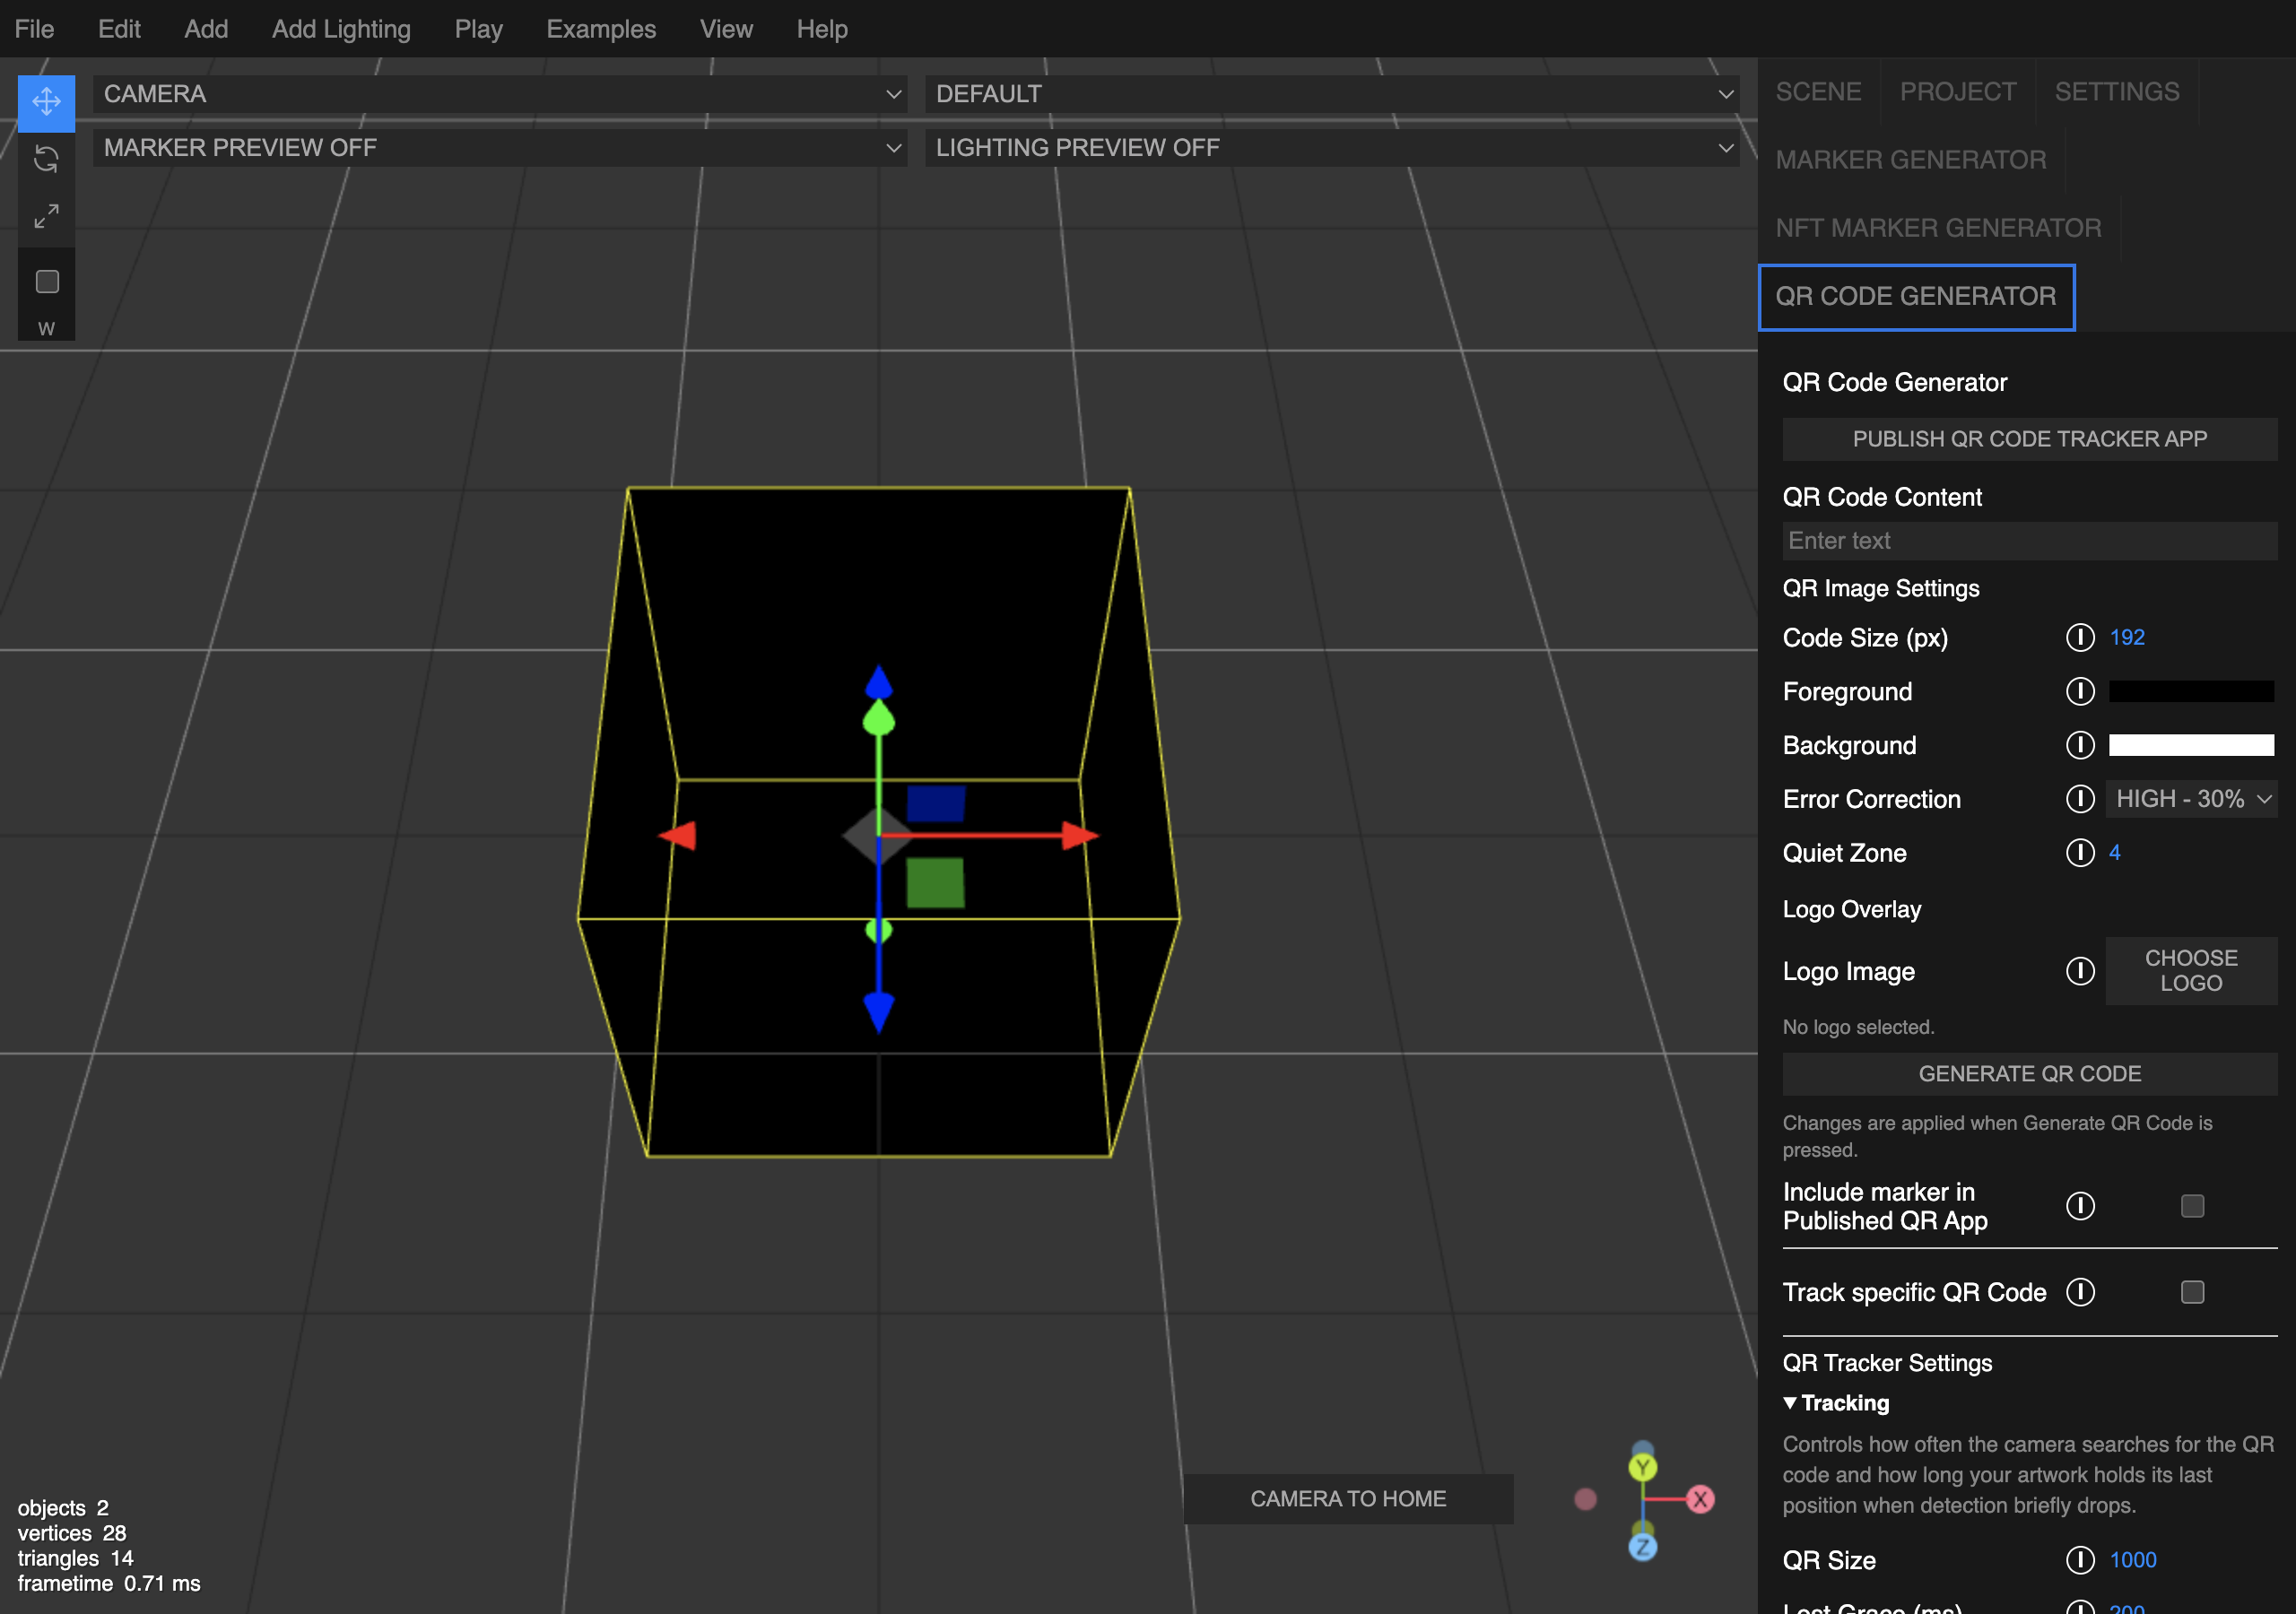 File Edit Add Add Lighting Play Examples View Help
CAMERA
DEFAULT
MARKER PREVIEW OFF
LIGHTING PREVIEW OFF
W
SCENE PROJECT SETTINGS
MARKER GENERATOR
NFT MARKER GENERATOR
QR CODE GENERATOR
QR Code Generator
PUBLISH QR CODE TRACKER APP
QR Code Content
Enter text
QR Image Settings
Code Size (px) 192
Foreground
Background
Error Correction HIGH - 30%
Quiet Zone 4
Logo Overlay
Logo Image
CHOOSE
LOGO
No logo selected.
GENERATE QR CODE
Changes are applied when Generate QR Code is
pressed.
Include marker in
Published QR App
Track specific QR Code
QR Tracker Settings
▼ Tracking
Controls how often the camera searches for the QR
code and how long your artwork holds its last
position when detection briefly drops.
QR Size 1000
Lost Grace (ms) 200
CAMERA TO HOME
Y
X
Z
objects 2
vertices 28
triangles 14
frametime 0.71 ms